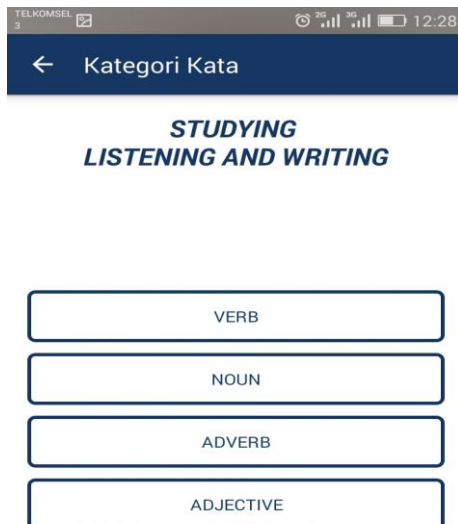 TELKOMSEL
3
2G 3G 12:28
Kategori Kata
STUDYING
LISTENING AND WRITING
VERB
NOUN
ADVERB
ADJECTIVE